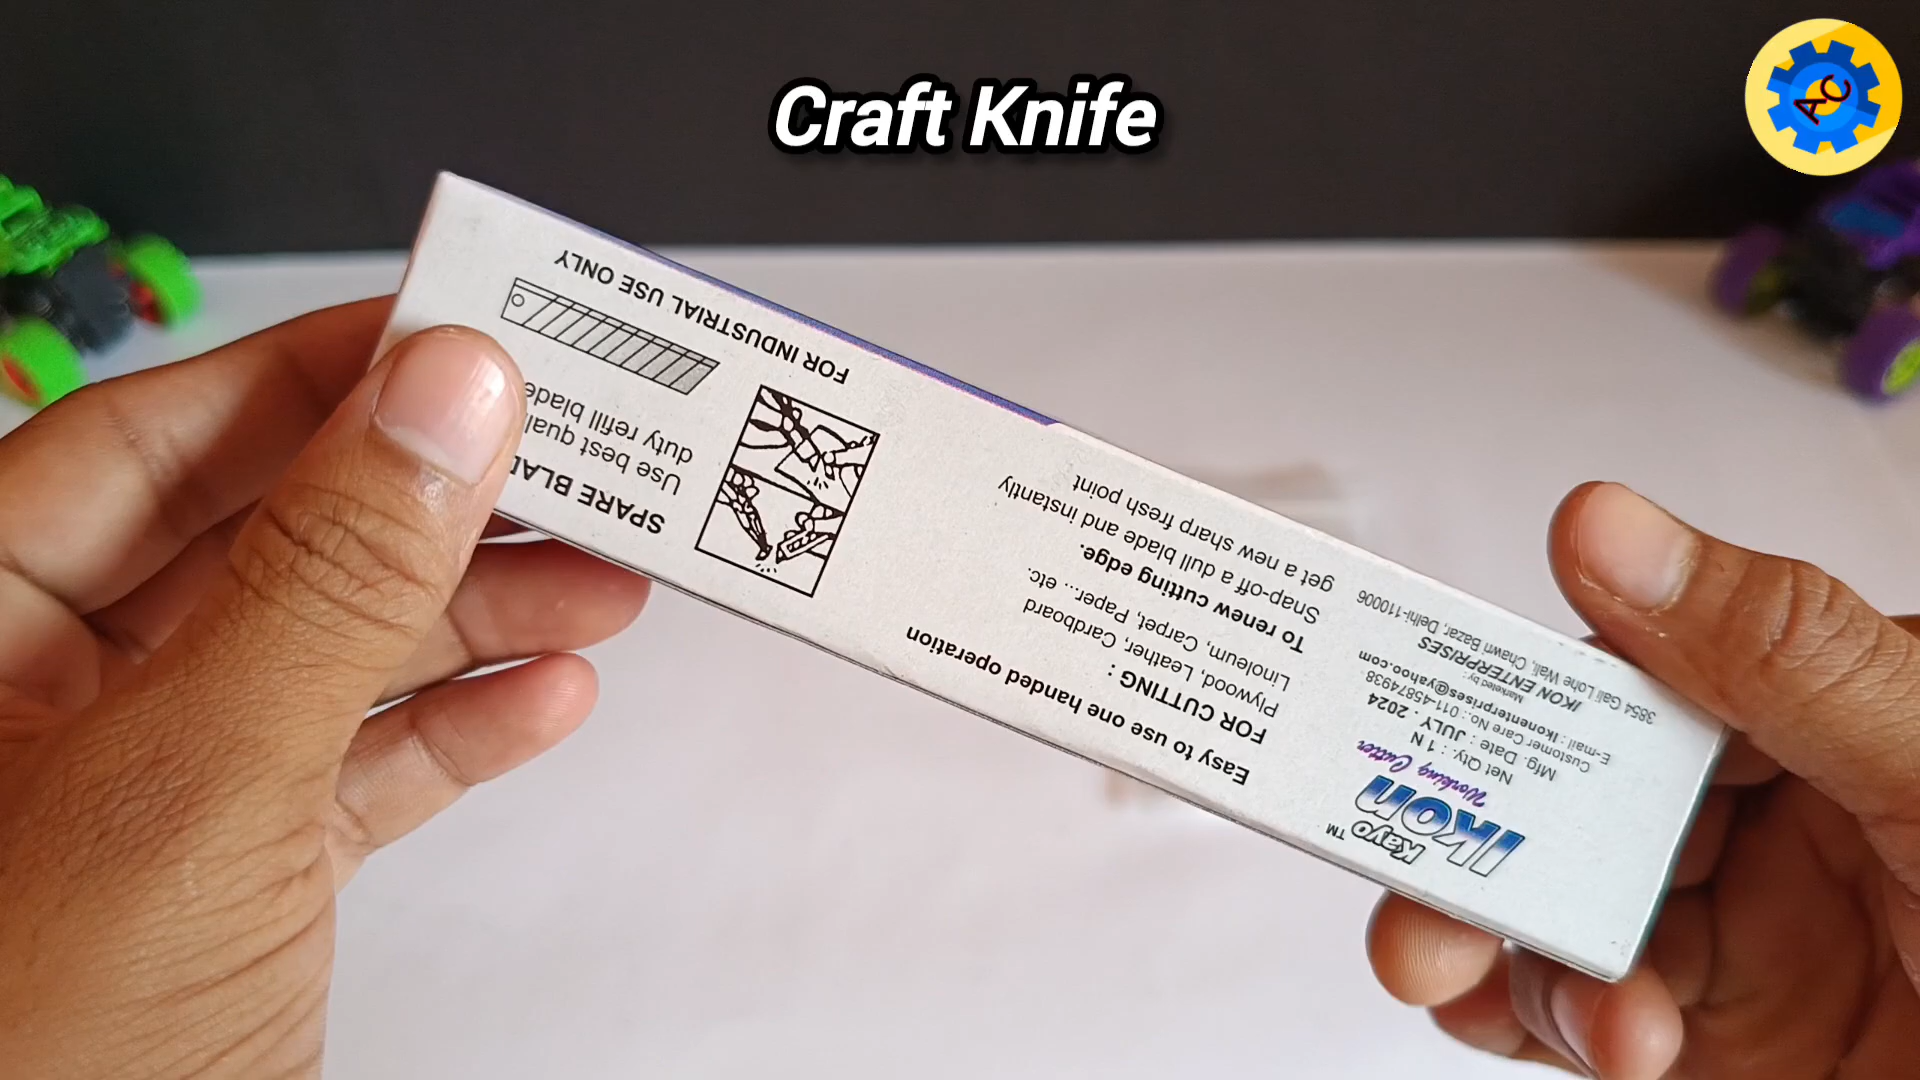 Craft Knife
AC
Kayo TM
IKON
Working Cutter
Net Qty. : 1 N
Mfg. Date : JULY . 2024
Customer Care No.: 011-45874938
E-mail : Ikonenterprises@yahoo.com
Marketed by :
IKON ENTERPRISES
3854 Gali Lohe Wali, Chawri Bazar, Delhi-110006
Easy to use one handed operation
FOR CUTTING :
Plywood, Leather, Cardboard
Linoleum, Carpet, Paper... etc.
To renew cutting edge.
Snap-off a dull blade and instantly
get a new sharp fresh point
SPARE
Use best
duty refill
FOR INDUSTRIAL USE ONLY